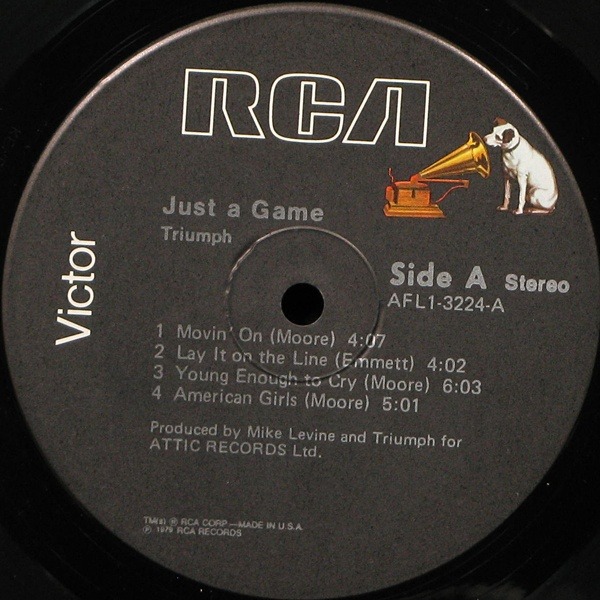 RCA
Just a Game
Triumph
Victor
Side A Stereo
AFL1-3224-A
1 Movin' On (Moore) 4:07
2 Lay It on the Line (Emmett) 4:02
3 Young Enough to Cry (Moore) 6:03
4 American Girls (Moore) 5:01
Produced by Mike Levine and Triumph for
ATTIC RECORDS Ltd.
TM(s) ® RCA CORP—MADE IN U.S.A.
℗ 1979 RCA RECORDS